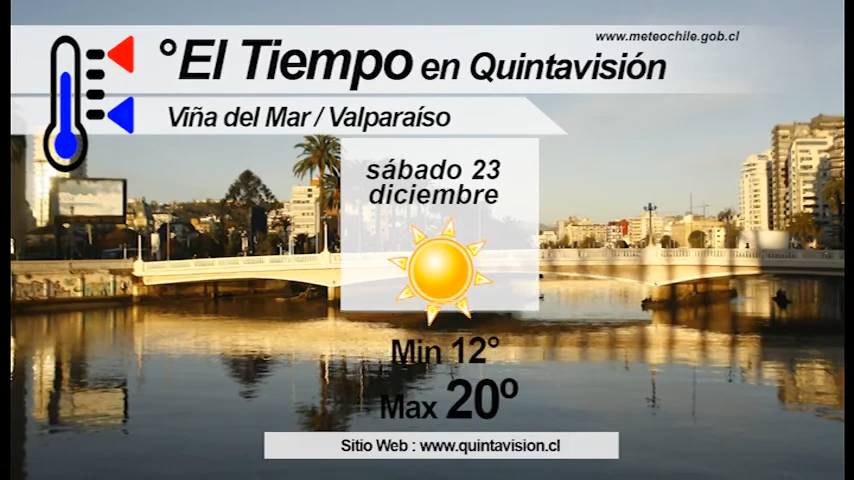 www.meteochile.gob.cl
°El Tiempo en Quintavisión
Viña del Mar / Valparaíso
sábado 23
diciembre
Min 12°
Max 20º
Sitio Web : www.quintavision.cl